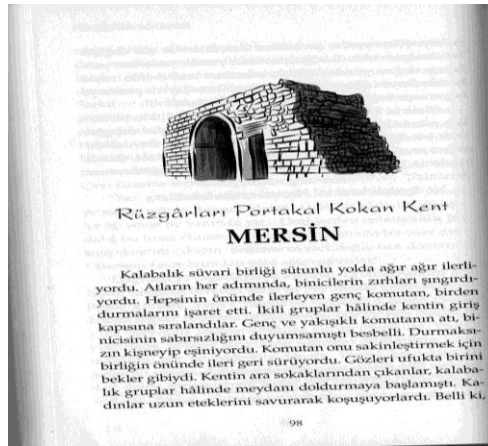 Rüzgârları Portakal Kokan Kent
MERSİN
Kalabalık süvari birliği sütunlu yolda ağır ağır ilerli-
yordu. Atların her adımında, binicilerin zırhları şıngırdı-
yordu. Hepsinin önünde ilerleyen genç komutan, birden
durmalarını işaret etti. İkili gruplar hâlinde kentin giriş
kapısına sıralandılar. Genç ve yakışıklı komutanın atı, bi-
nicisinin sabırsızlığını duyumsamıştı besbelli. Durmaksı-
zın kişneyip eşiniyordu. Komutan onu sakinleştirmek için
birliğin önünde ileri geri sürüyordu. Gözleri ufukta birini
bekler gibiydi. Kentin ara sokaklarından çıkanlar, kalaba-
lık gruplar hâlinde meydanı doldurmaya başlamıştı. Ka-
dınlar uzun eteklerini savurarak koşuşuyorlardı. Belli ki,
98